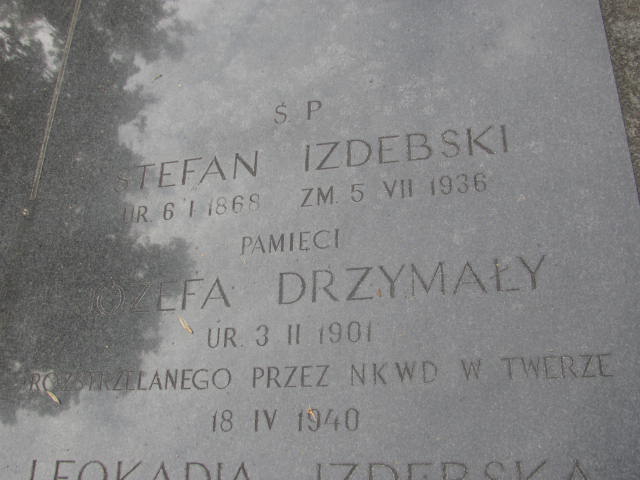 Ś P
STEFAN IZDEBSKI
UR. 6 I 1868 ZM. 5 VII 1936
PAMIĘCI
JÓZEFA DRZYMAŁY
UR. 3 II 1901
ROZSTRZELANEGO PRZEZ NKWD W TWERZE
18 IV 1940
LEOKADIA IZDEBSKA